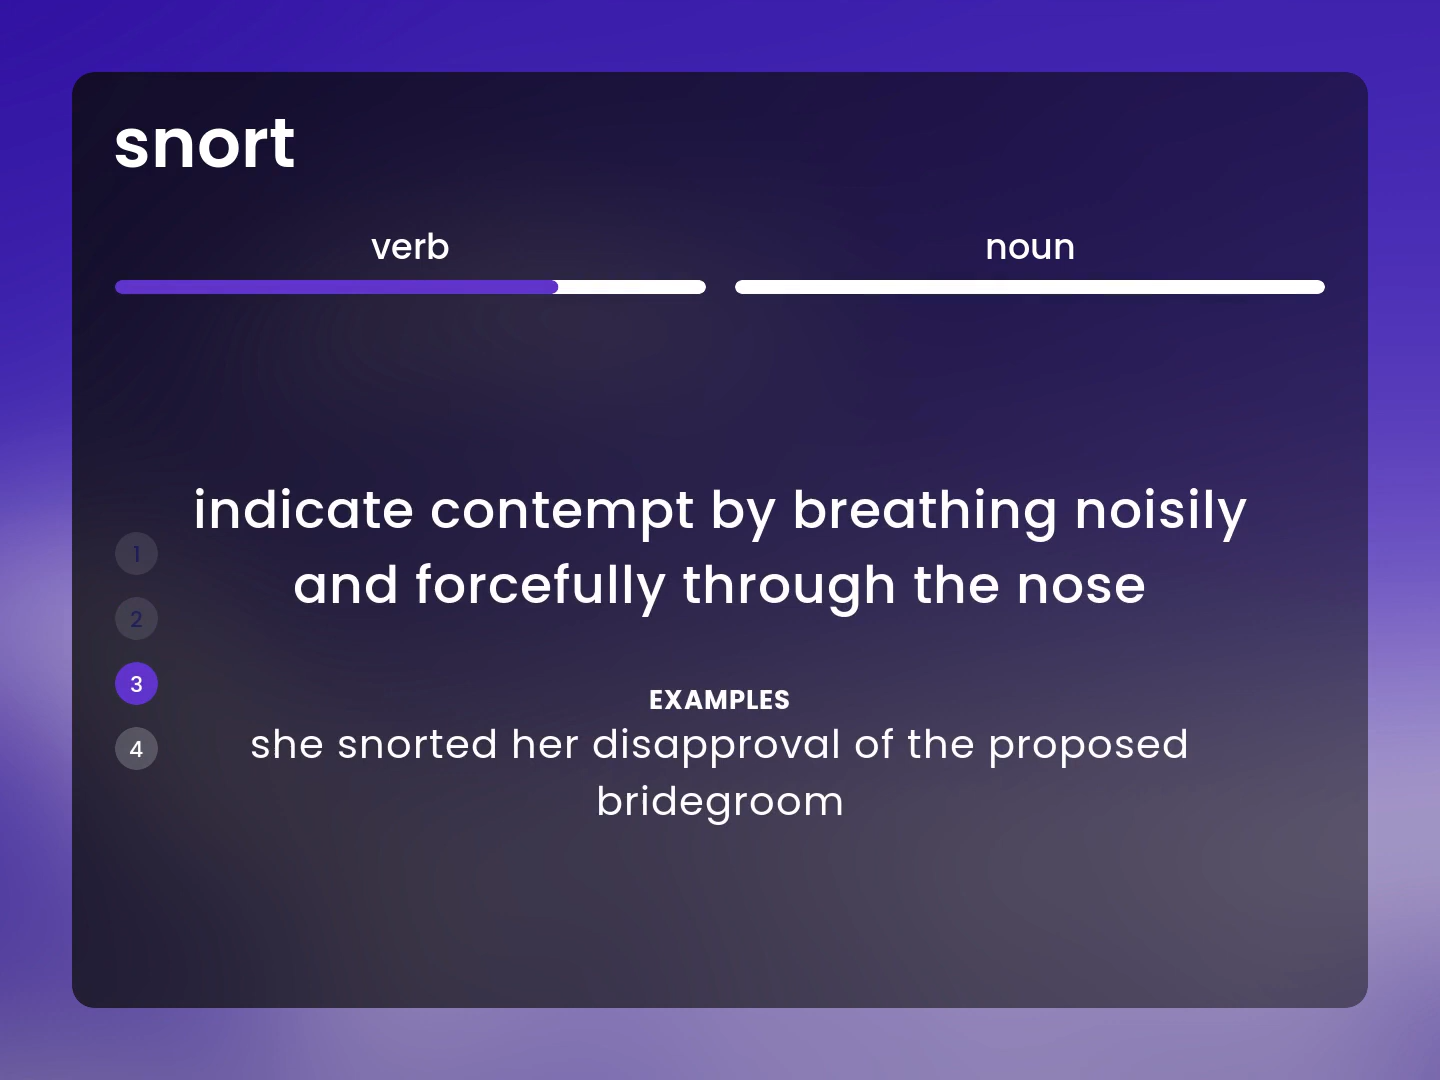 snort
verb
noun
indicate contempt by breathing noisily
and forcefully through the nose
1
2
3
4
EXAMPLES
she snorted her disapproval of the proposed
bridegroom